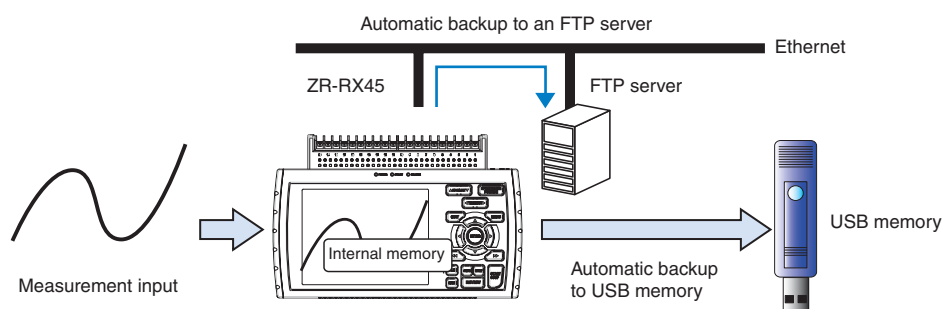 Automatic backup to an FTP server
Ethernet
ZR-RX45
FTP server
Internal memory
USB memory
Measurement input
Automatic backup
to USB memory